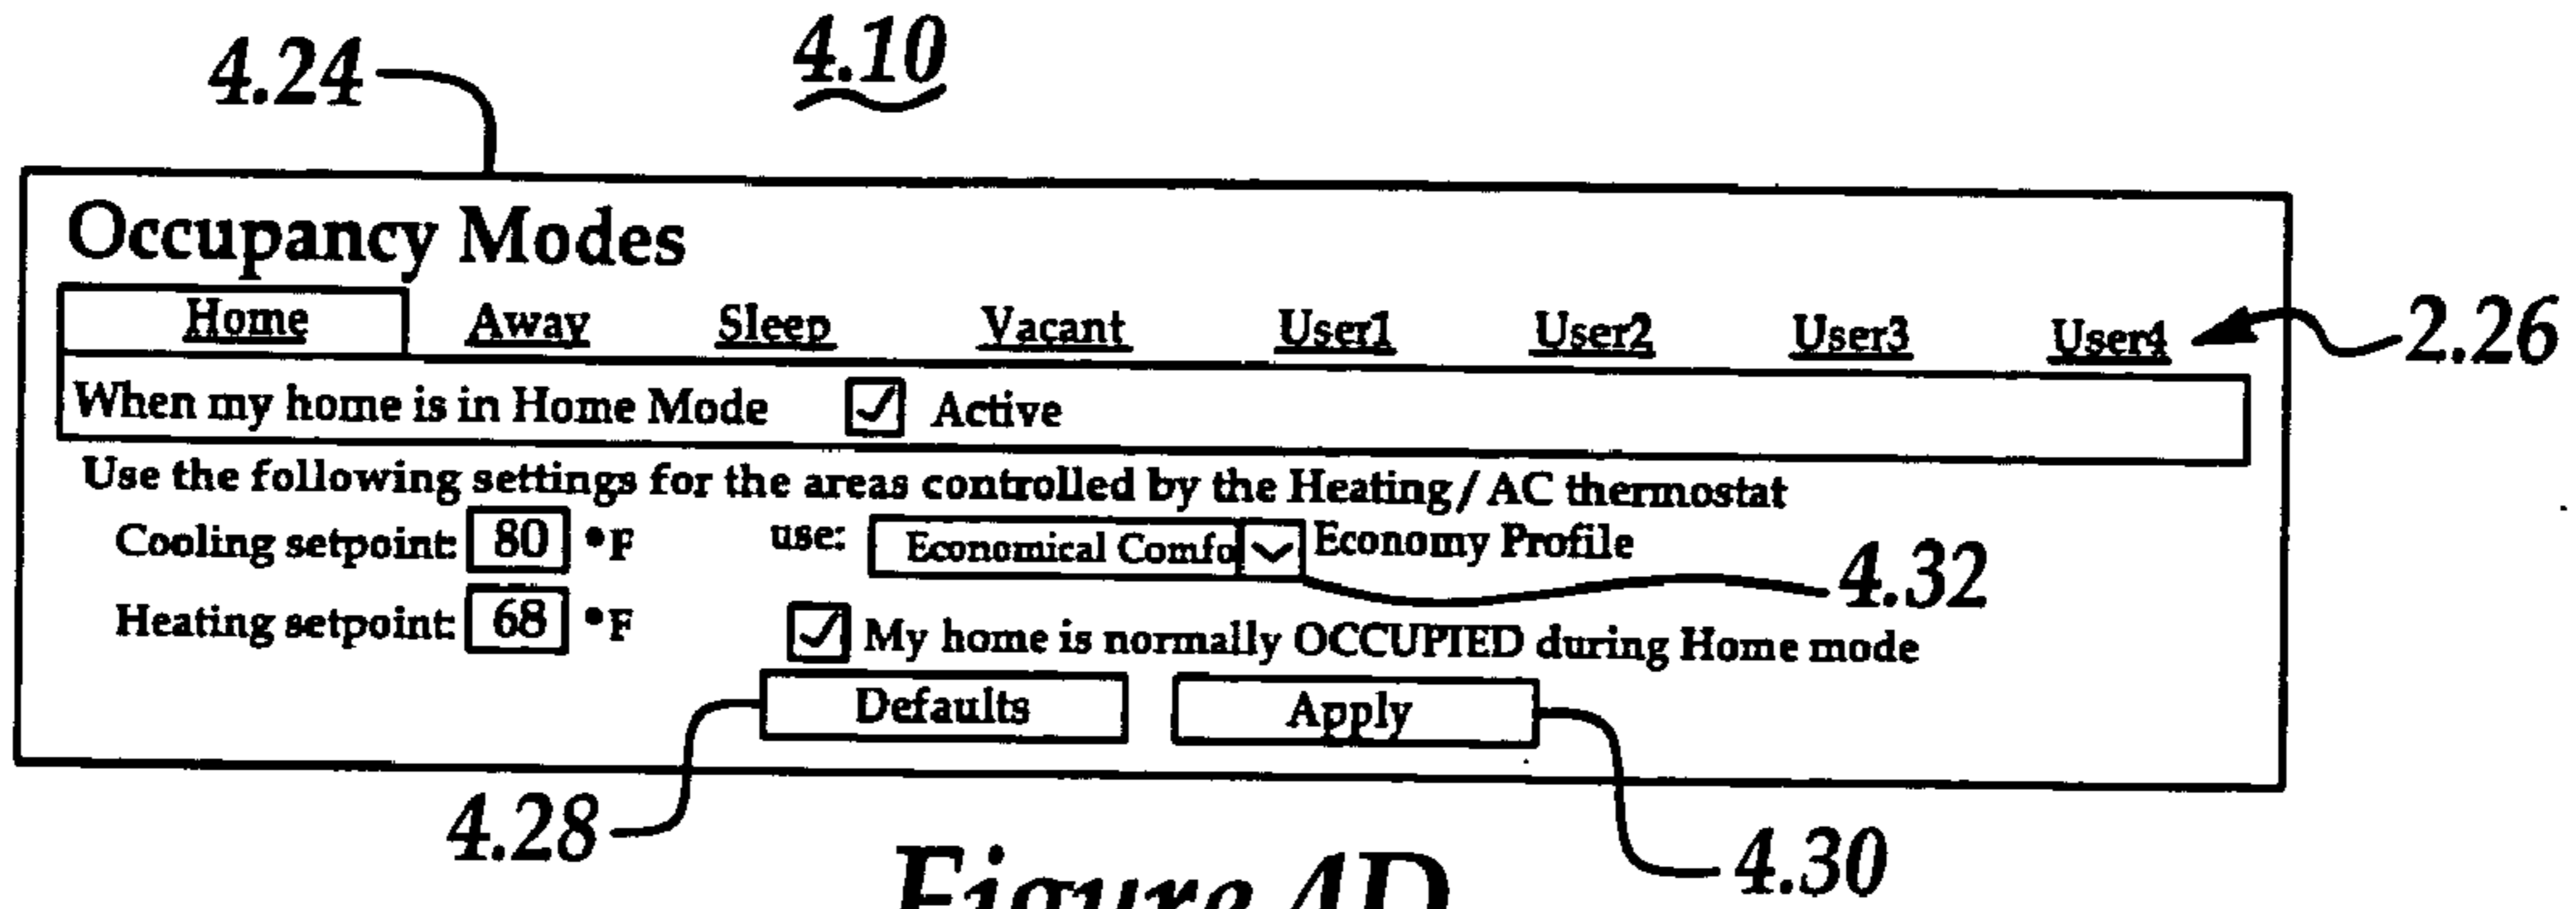 4.24 4.10
Occupancy Modes
Home Away Sleep Vacant User1 User2 User3 User4 2.26
When my home is in Home Mode Active
Use the following settings for the areas controlled by the Heating/AC thermostat
Cooling setpoint: 80 °F use: Economical Comfo Economy Profile
4.32
Heating setpoint: 68 °F My home is normally OCCUPIED during Home mode
Defaults Apply
4.28 4.30
Figure 4D